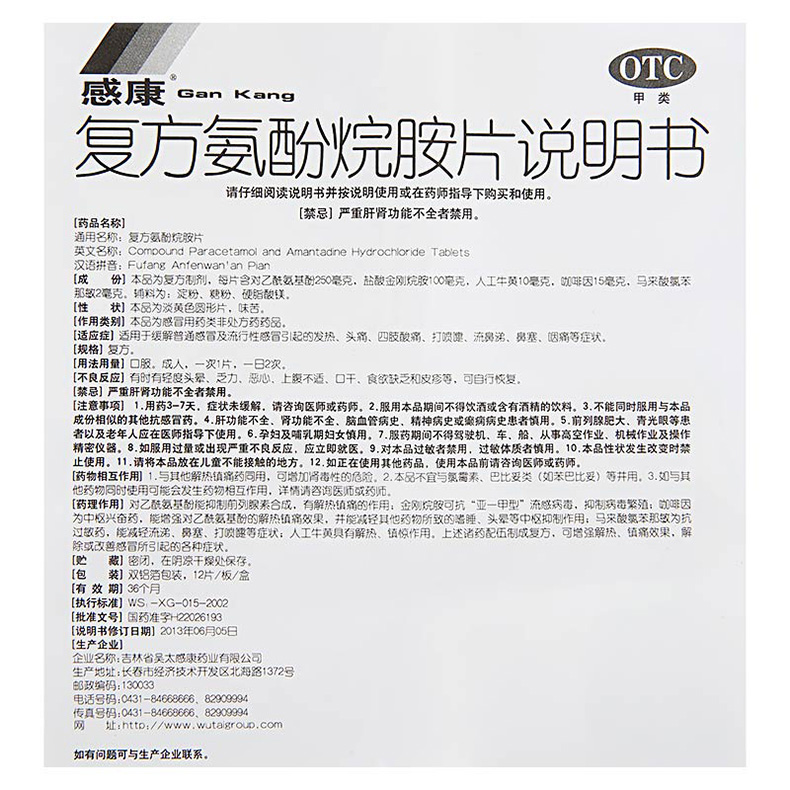 感康® Gan Kang
OTC
甲类
复方氨酚烷胺片说明书
请仔细阅读说明书并按说明使用或在药师指导下购买和使用。
[禁忌] 严重肝肾功能不全者禁用。
[药品名称]
通用名称：复方氨酚烷胺片
英文名称：Compound Paracetamol and Amantadine Hydrochloride Tablets
汉语拼音：Fufang Anfenwan'an Pian
[成 份] 本品为复方制剂，每片含对乙酰氨基酚250毫克，盐酸金刚烷胺100毫克，人工牛黄10毫克，咖啡因15毫克，马来酸氯苯
那敏2毫克。辅料为：淀粉、糖粉、硬脂酸镁。
[性 状] 本品为淡黄色圆形片，味苦。
[作用类别] 本品为感冒用药类非处方药药品。
[适应症] 适用于缓解普通感冒及流行性感冒引起的发热、头痛、四肢酸痛、打喷嚏、流鼻涕、鼻塞、咽痛等症状。
[规格] 复方。
[用法用量] 口服。成人，一次1片，一日2次。
[不良反应] 有时有轻度头晕、乏力、恶心、上腹不适、口干、食欲缺乏和皮疹等，可自行恢复。
[禁忌] 严重肝肾功能不全者禁用。
[注意事项] 1.用药3-7天，症状未缓解，请咨询医师或药师。2.服用本品期间不得饮酒或含有酒精的饮料。3.不能同时服用与本品
成份相似的其他抗感冒药。4.肝功能不全、肾功能不全、脑血管病史、精神病史或癫痫病史患者慎用。5.前列腺肥大、青光眼等患
者以及老年人应在医师指导下使用。6.孕妇及哺乳期妇女慎用。7.服药期间不得驾驶机、车、船、从事高空作业、机械作业及操作
精密仪器。8.如服用过量或出现严重不良反应，应立即就医。9.对本品过敏者禁用，过敏体质者慎用。10.本品性状发生改变时禁
止使用。11.请将本品放在儿童不能接触的地方。12.如正在使用其他药品，使用本品前请咨询医师或药师。
[药物相互作用] 1.与其他解热镇痛药同用，可增加肾毒性的危险。2.本品不宜与氯霉素、巴比妥类（如苯巴比妥）等并用。3.如与其
他药物同时使用可能会发生药物相互作用，详情请咨询医师或药师。
[药理作用] 对乙酰氨基酚能抑制前列腺素合成，有解热镇痛的作用；金刚烷胺可抗“亚-甲型”流感病毒，抑制病毒繁殖；咖啡因
为中枢兴奋药，能增强对乙酰氨基酚的解热镇痛效果，并能减轻其他药物所致的嗜睡、头晕等中枢抑制作用；马来酸氯苯那敏为抗
过敏药，能减轻流涕、鼻塞、打喷嚏等症状；人工牛黄具有解热、镇惊作用。上述诸药配伍制成复方，可增强解热、镇痛效果，解
除或改善感冒所引起的各种症状。
[贮 藏] 密闭，在阴凉干燥处保存。
[包 装] 双铝箔包装，12片/板/盒
[有 效 期] 36个月
[执行标准] WS₁-XG-015-2002
[批准文号] 国药准字H22026193
[说明书修订日期] 2013年06月05日
[生产企业]
企业名称：吉林省吴太感康药业有限公司
生产地址：长春市经济技术开发区北海路1372号
邮政编码：130033
电话号码：0431-84668666、82909994
传真号码：0431-84668666、82909994
网 址：http://www.wutaigroup.com
如有问题可与生产企业联系。